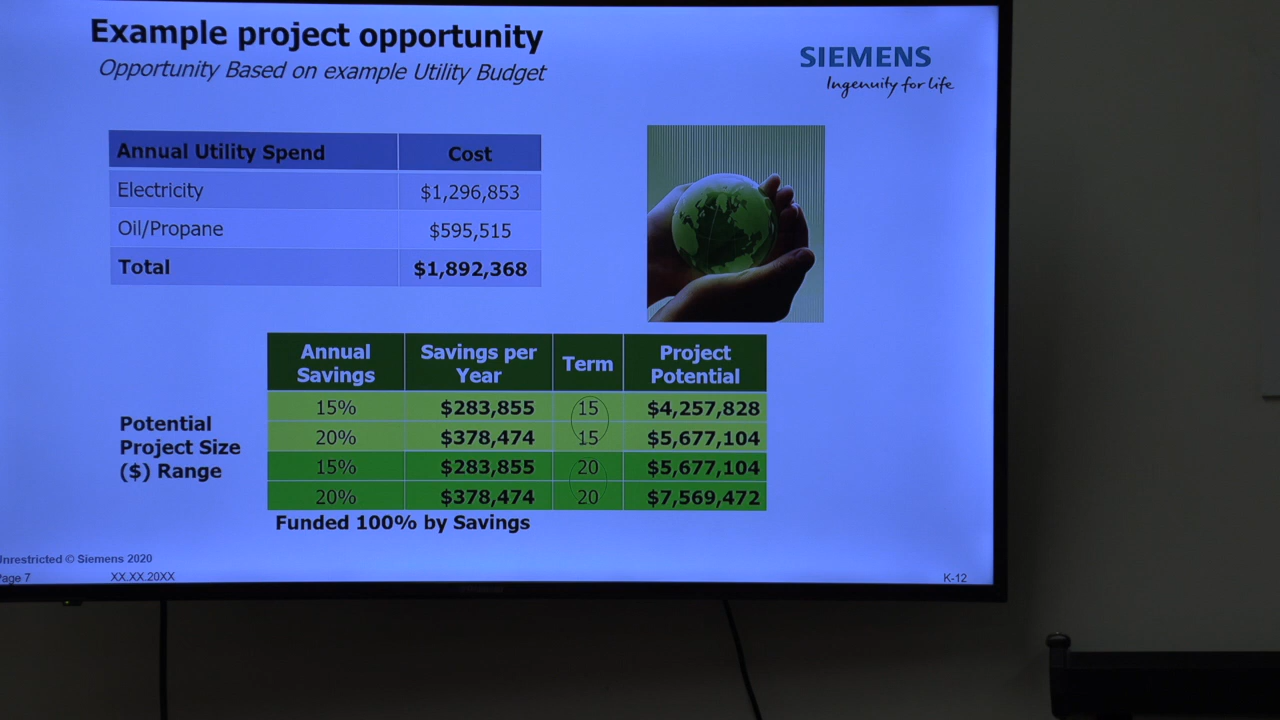 Example project opportunity
Opportunity Based on example Utility Budget
SIEMENS
Ingenuity for life
Annual Utility Spend Cost
Electricity $1,296,853
Oil/Propane $595,515
Total $1,892,368
Annual Savings Savings per Year Term Project Potential
15% $283,855 15 $4,257,828
20% $378,474 15 $5,677,104
15% $283,855 20 $5,677,104
20% $378,474 20 $7,569,472
Potential
Project Size
($) Range
Funded 100% by Savings
Unrestricted © Siemens 2020
Page 7 XX.XX.20XX K-12